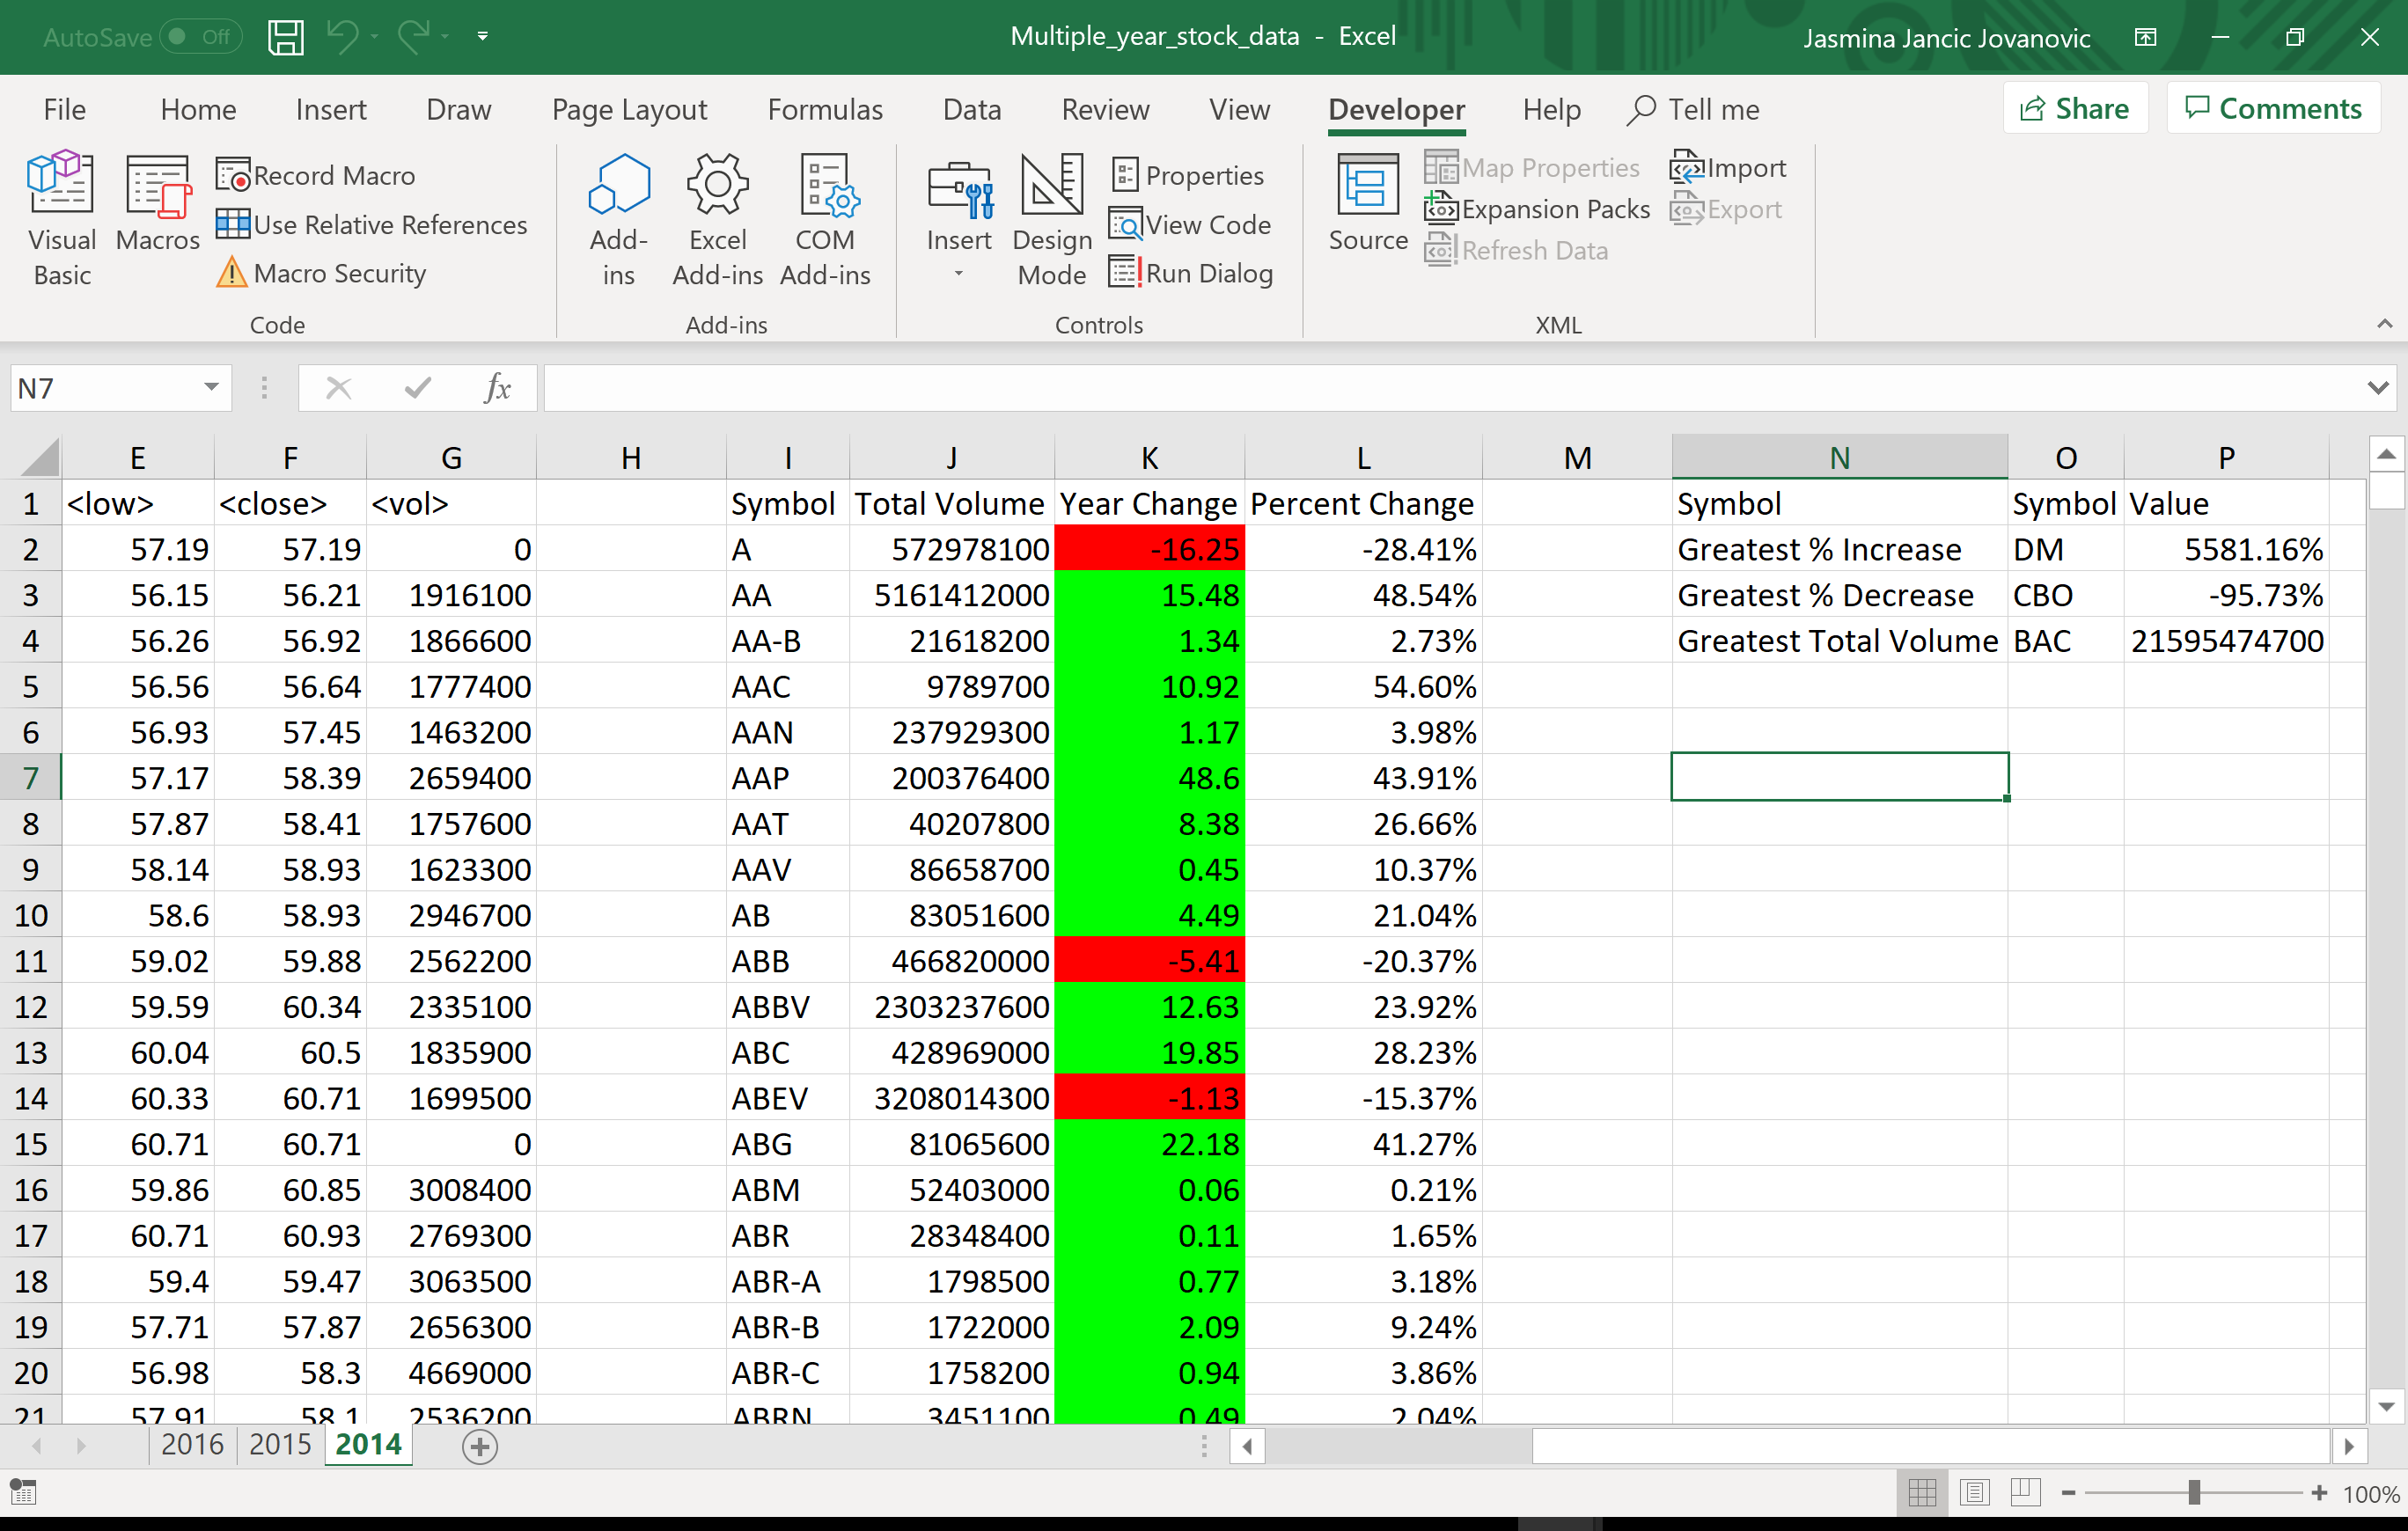 AutoSave Off Multiple_year_stock_data - Excel Jasmina Jancic Jovanovic
File Home Insert Draw Page Layout Formulas Data Review View Developer Help Tell me Share Comments
Visual Basic
Macros
Record Macro
Use Relative References
Macro Security
Code
Add-ins
Excel Add-ins
COM Add-ins
Add-ins
Insert
Design Mode
Properties
View Code
Run Dialog
Controls
Source
Map Properties
Expansion Packs
Refresh Data
Import
Export
XML
N7 fx
E F G H I J K L M N O P
1 <low> <close> <vol> Symbol Total Volume Year Change Percent Change Symbol Symbol Value
2 57.19 57.19 0 A 572978100 -16.25 -28.41% Greatest % Increase DM 5581.16%
3 56.15 56.21 1916100 AA 5161412000 15.48 48.54% Greatest % Decrease CBO -95.73%
4 56.26 56.92 1866600 AA-B 21618200 1.34 2.73% Greatest Total Volume BAC 21595474700
5 56.56 56.64 1777400 AAC 9789700 10.92 54.60%
6 56.93 57.45 1463200 AAN 237929300 1.17 3.98%
7 57.17 58.39 2659400 AAP 200376400 48.6 43.91%
8 57.87 58.41 1757600 AAT 40207800 8.38 26.66%
9 58.14 58.93 1623300 AAV 86658700 0.45 10.37%
10 58.6 58.93 2946700 AB 83051600 4.49 21.04%
11 59.02 59.88 2562200 ABB 466820000 -5.41 -20.37%
12 59.59 60.34 2335100 ABBV 2303237600 12.63 23.92%
13 60.04 60.5 1835900 ABC 428969000 19.85 28.23%
14 60.33 60.71 1699500 ABEV 3208014300 -1.13 -15.37%
15 60.71 60.71 0 ABG 81065600 22.18 41.27%
16 59.86 60.85 3008400 ABM 52403000 0.06 0.21%
17 60.71 60.93 2769300 ABR 28348400 0.11 1.65%
18 59.4 59.47 3063500 ABR-A 1798500 0.77 3.18%
19 57.71 57.87 2656300 ABR-B 1722000 2.09 9.24%
20 56.98 58.3 4669000 ABR-C 1758200 0.94 3.86%
21 57.91 58.1 2536200 ABRN 3451100 0.49 2.04%
2016 2015 2014
100%